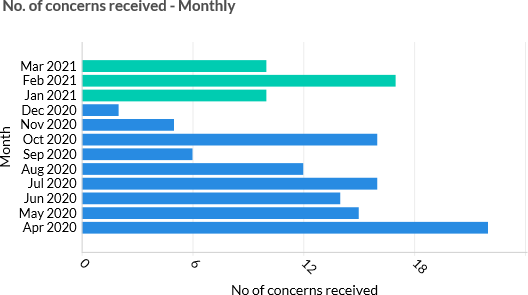 No. of concerns received - Monthly
Mar 2021
Feb 2021
Jan 2021
Dec 2020
Nov 2020
Oct 2020
Sep 2020
Aug 2020
Jul 2020
Jun 2020
May 2020
Apr 2020
Month
0 6 12 18
No of concerns received